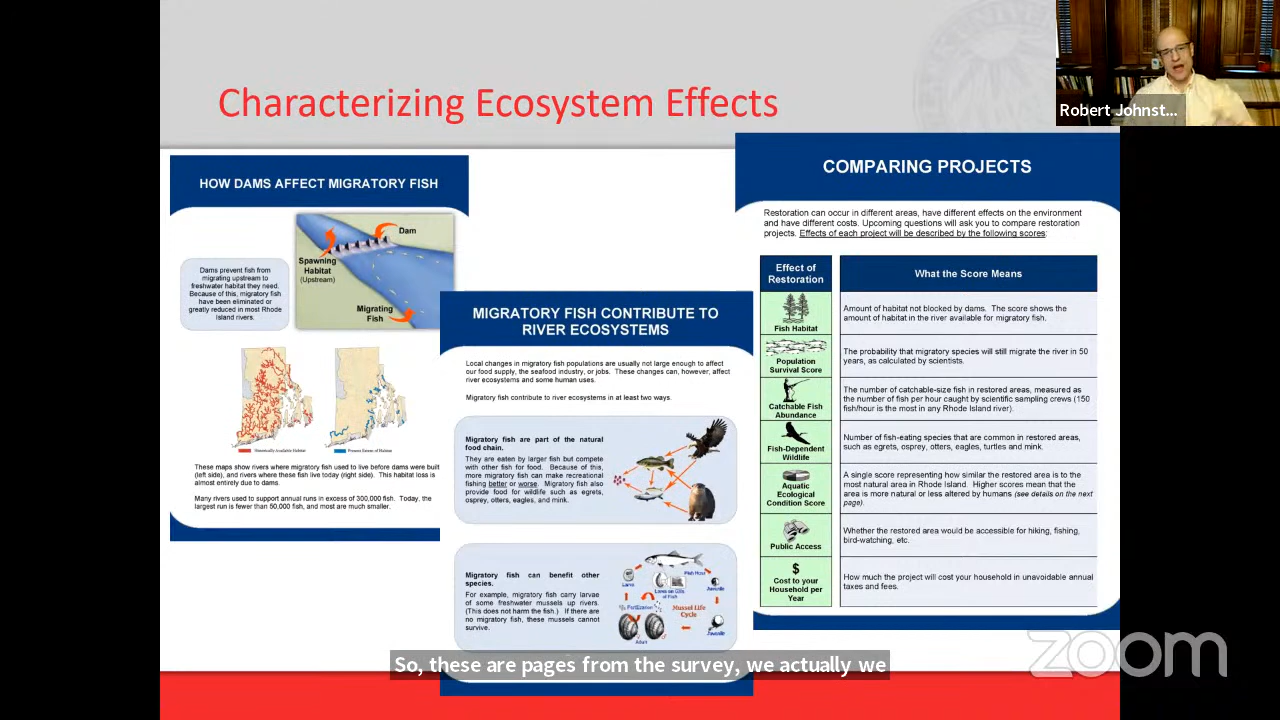 Characterizing Ecosystem Effects
Robert Johnst...
HOW DAMS AFFECT MIGRATORY FISH
Dams prevent fish from
migrating upstream to
freshwater habitat they need.
Because of this, migratory fish
have been eliminated or
greatly reduced in most Rhode
Island rivers.
Dam
Spawning
Habitat
(Upstream)
Migrating
Fish
Historically Available Habitat
Present Extent of Habitat
These maps show rivers where migratory fish used to live before dams were built
(left side), and rivers where these fish live today (right side). This habitat loss is
almost entirely due to dams.
Many rivers used to support annual runs in excess of 300,000 fish. Today, the
largest run is fewer than 50,000 fish, and most are much smaller.
MIGRATORY FISH CONTRIBUTE TO
RIVER ECOSYSTEMS
Local changes in migratory fish populations are usually not large enough to affect
our food supply, the seafood industry, or jobs. These changes can, however, affect
river ecosystems and some human uses.
Migratory fish contribute to river ecosystems in at least two ways.
Migratory fish are part of the natural
food chain.
They are eaten by larger fish but compete
with other fish for food. Because of this,
more migratory fish can make recreational
fishing better or worse. Migratory fish also
provide food for wildlife such as egrets,
osprey, otters, eagles, and mink.
Migratory fish can benefit other
species.
For example, migratory fish carry larvae
of some freshwater mussels up rivers.
(This does not harm the fish.) If there are
no migratory fish, these mussels cannot
survive.
Fish Host
Larva
Larva on Gills
of Fish
Juvenile
Fertilization
Mussel Life
Cycle
Adult
Juvenile
COMPARING PROJECTS
Restoration can occur in different areas, have different effects on the environment
and have different costs. Upcoming questions will ask you to compare restoration
projects. Effects of each project will be described by the following scores:
Effect of
Restoration
What the Score Means
Fish Habitat
Amount of habitat not blocked by dams. The score shows the
amount of habitat in the river available for migratory fish.
Population
Survival Score
The probability that migratory species will still migrate the river in 50
years, as calculated by scientists.
Catchable Fish
Abundance
The number of catchable-size fish in restored areas, measured as
the number of fish per hour caught by scientific sampling crews (150
fish/hour is the most in any Rhode Island river).
Fish-Dependent
Wildlife
Number of fish-eating species that are common in restored areas,
such as egrets, osprey, otters, eagles, turtles and mink.
Aquatic
Ecological
Condition Score
A single score representing how similar the restored area is to the
most natural area in Rhode Island. Higher scores mean that the
area is more natural or less altered by humans (see details on the next
page).
Public Access
Whether the restored area would be accessible for hiking, fishing,
bird-watching, etc.
$
Cost to your
Household per
Year
How much the project will cost your household in unavoidable annual
taxes and fees.
So, these are pages from the survey, we actually we
zoom